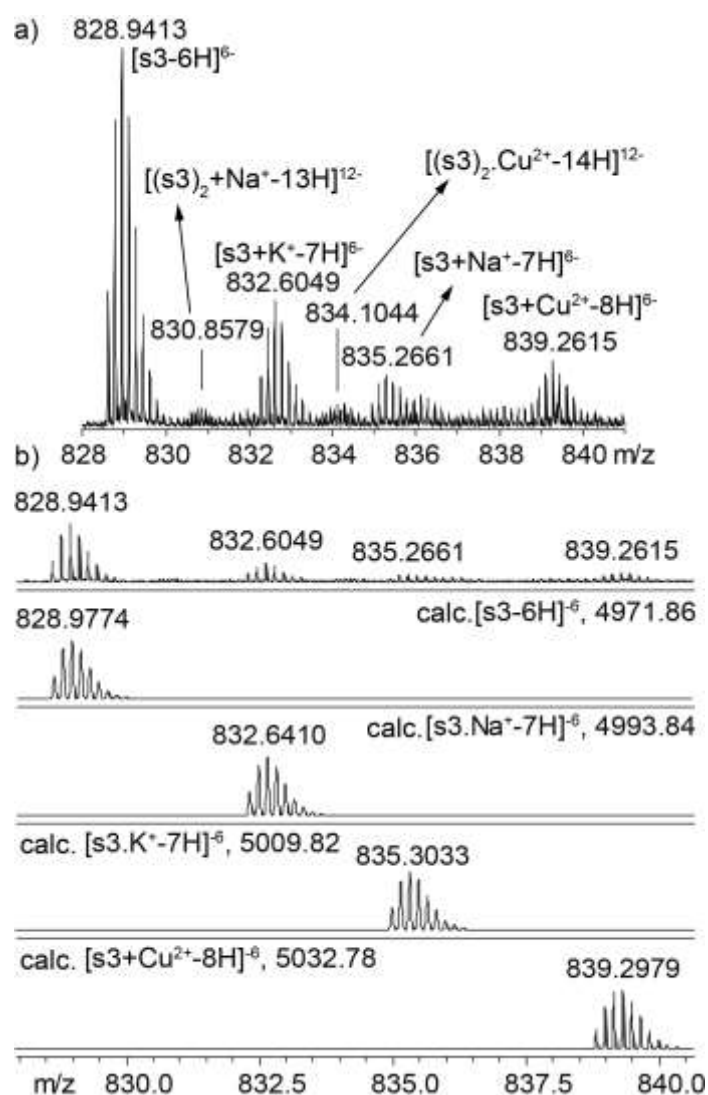 a)
828.9413
[s3-6H]⁶⁻
[(s3)₂+Na⁺-13H]¹²⁻
[(s3)₂.Cu²⁺-14H]¹²⁻
[s3+K⁺-7H]⁶⁻
832.6049
[s3+Na⁺-7H]⁶⁻
834.1044
[s3+Cu²⁺-8H]⁶⁻
830.8579
835.2661
839.2615
828 830 832 834 836 838 840 m/z
b)
828.9413
832.6049 835.2661 839.2615
828.9774 calc.[s3-6H]⁻⁶, 4971.86
832.6410 calc.[s3.Na⁺-7H]⁻⁶, 4993.84
calc. [s3.K⁺-7H]⁻⁶, 5009.82 835.3033
calc. [s3+Cu²⁺-8H]⁻⁶, 5032.78 839.2979
m/z 830.0 832.5 835.0 837.5 840.0